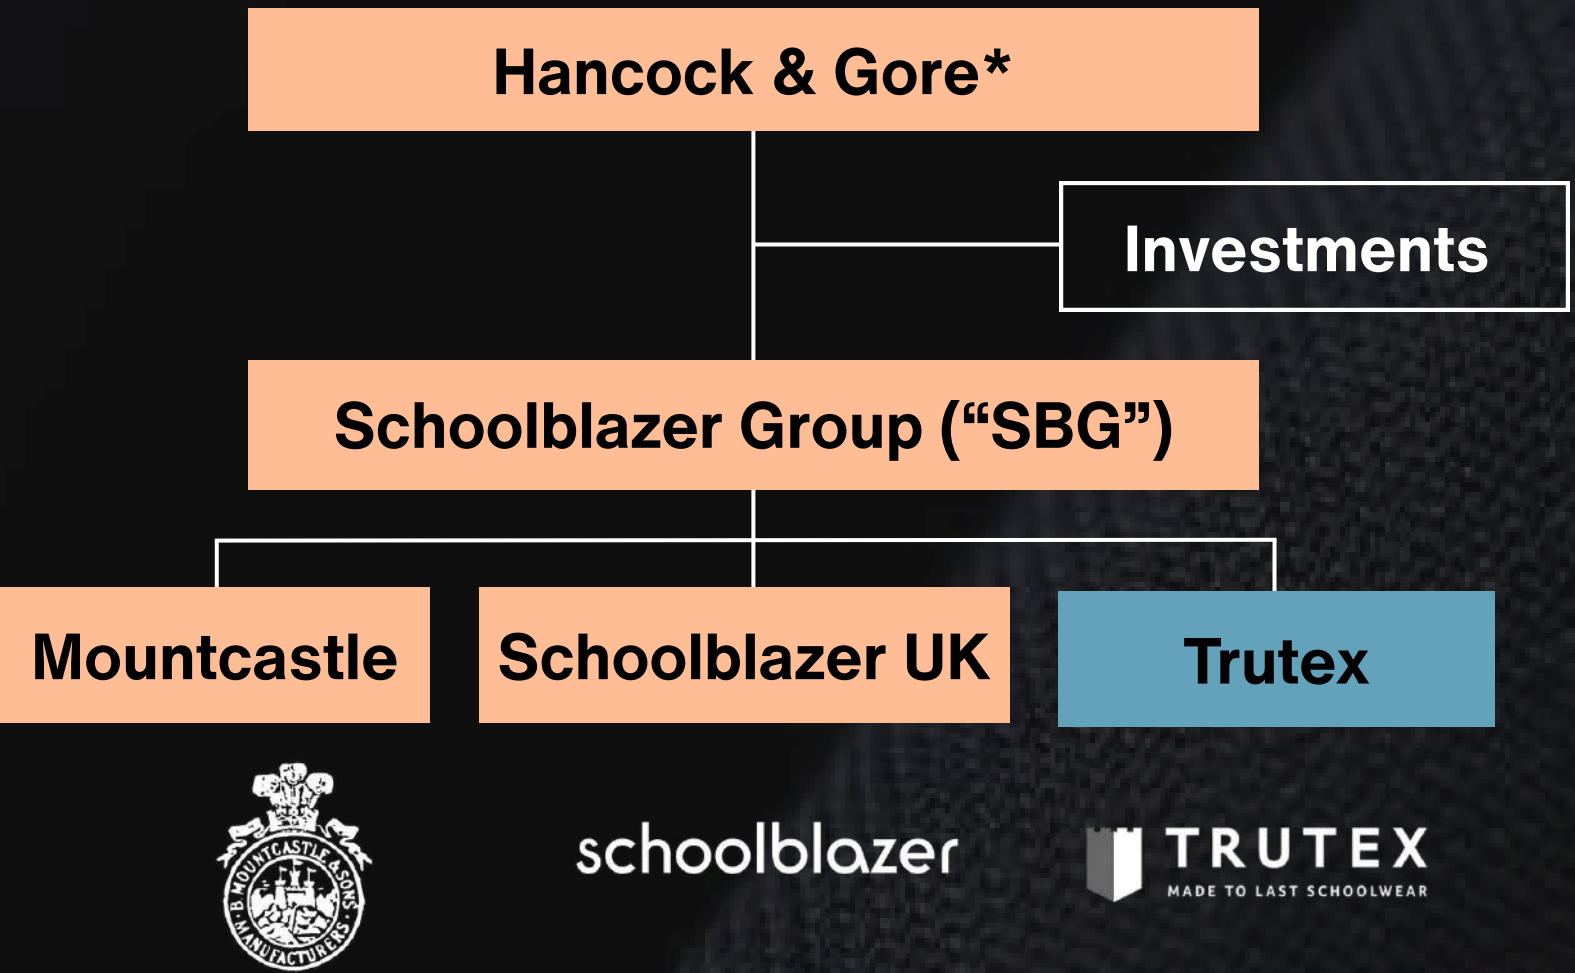 Hancock & Gore*
Investments
Schoolblazer Group (“SBG”)
Mountcastle
Schoolblazer UK
Trutex
B. MOUNTCASTLE & SONS
MANUFACTURERS
schoolblazer
TRUTEX
MADE TO LAST SCHOOLWEAR